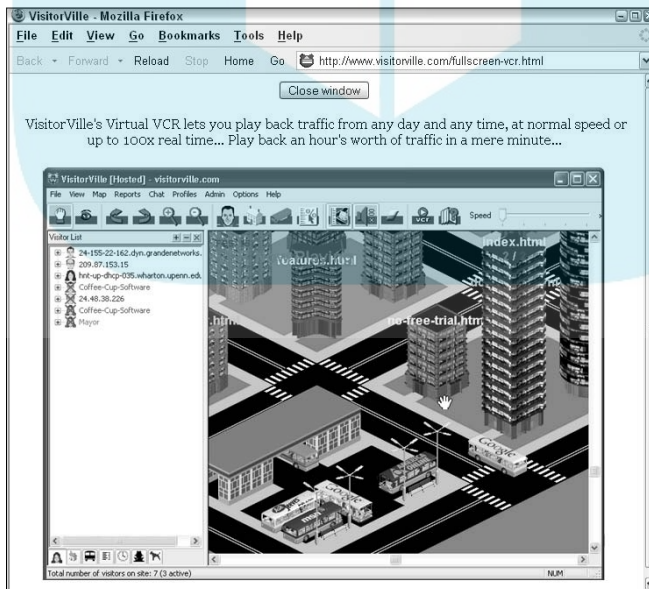 VisitorVille - Mozilla Firefox
File Edit View Go Bookmarks Tools Help
Back Forward Reload Stop Home Go http://www.visitorville.com/fullscreen-vcr.html
Close window
VisitorVille's Virtual VCR lets you play back traffic from any day and any time, at normal speed or
up to 100x real time... Play back an hour's worth of traffic in a mere minute...
VisitorVille [Hosted] - visitorville.com
File View Map Reports Chat Profiles Admin Options Help
vcr Speed
Visitor List
24-155-22-162.dyn.grandenetworks.
209.87.153.15
hnt-up-dhcp-035.wharton.upenn.edu
Coffee-Cup-Software
24.48.38.226
Coffee-Cup-Software
Mayor
index.html
/
features.html
.htm
no-free-trial.htm
Google
Google
msn
ONLINE
Total number of visitors on site: 7 (3 active)
NUM